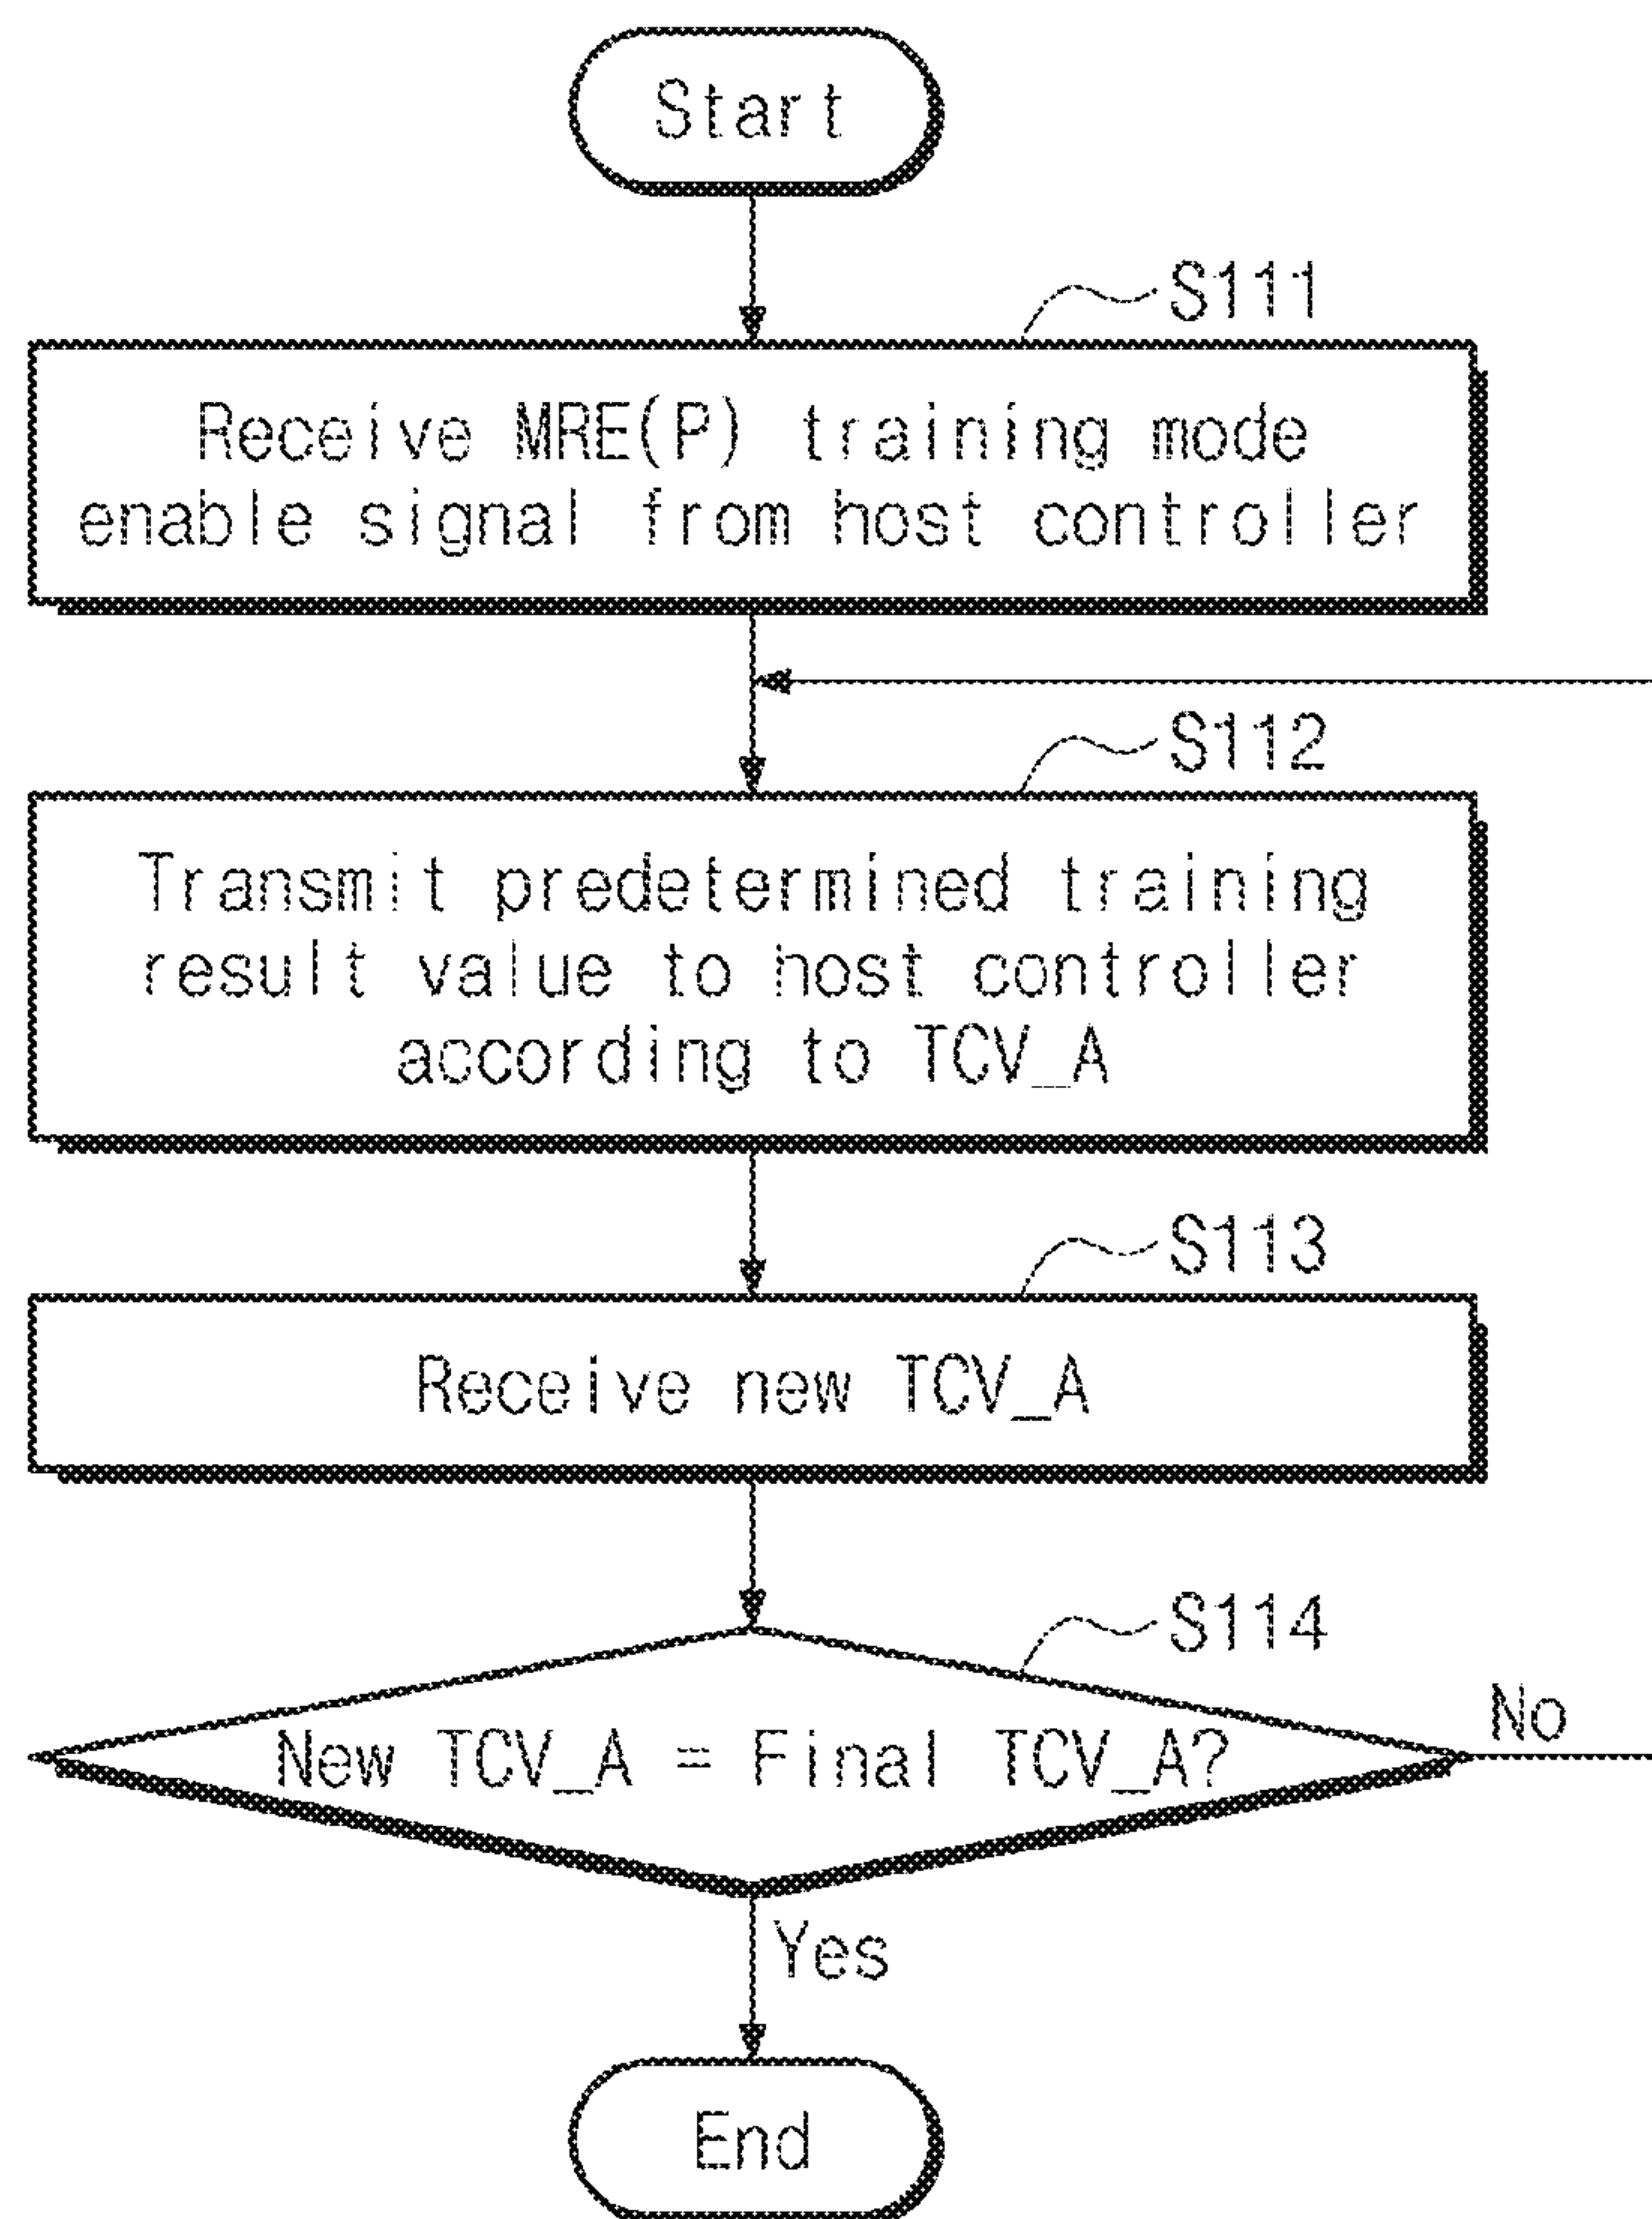 Start
S111
Receive MRE(P) training mode
enable signal from host controller
S112
Transmit predetermined training
result value to host controller
according to TCV_A
S113
Receive new TCV_A
S114
New TCV_A = Final TCV_A?
No
Yes
End